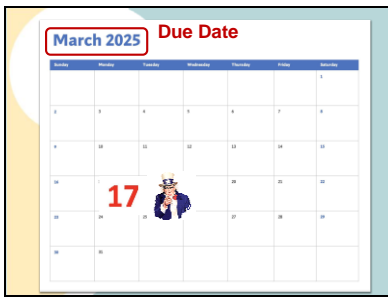 March 2025 Due Date
Sunday Monday Tuesday Wednesday Thursday Friday Saturday
1
2 3 4 5 6 7 8
9 10 11 12 13 14 15
16 17 20 21 22
23 24 25 27 28 29
30 31